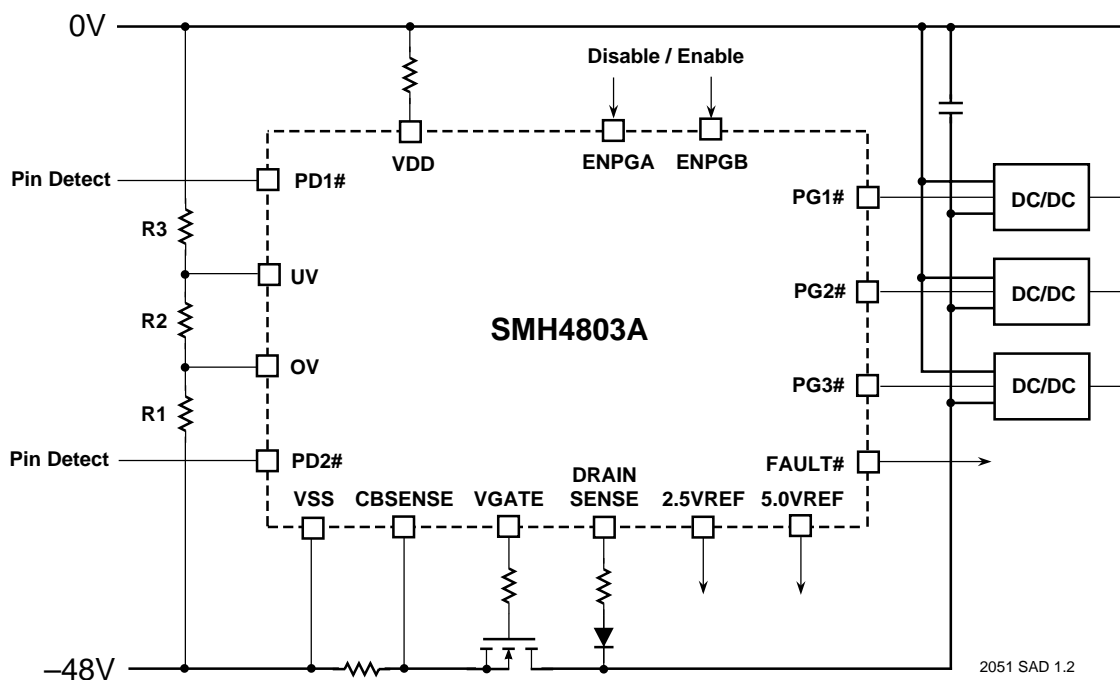 0V
Disable / Enable
VDD
ENPGA
ENPGB
Pin Detect
PD1#
PG1#
DC/DC
R3
UV
PG2#
DC/DC
R2
SMH4803A
OV
PG3#
DC/DC
R1
Pin Detect
PD2#
FAULT#
VSS
CBSENSE
VGATE
DRAIN
SENSE
2.5VREF
5.0VREF
–48V
2051 SAD 1.2